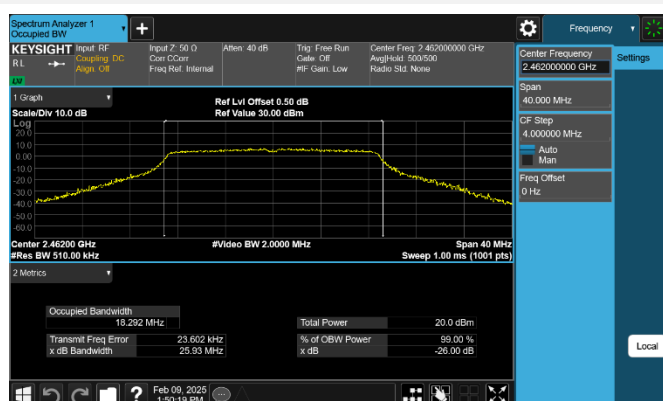 Spectrum Analyzer 1
Occupied BW
Frequency
KEYSIGHT
R L
Input: RF
Coupling: DC
Align: Off
Input Z: 50 Ω
Corr CCorr
Freq Ref: Internal
Atten: 40 dB
Trig: Free Run
Gate: Off
#IF Gain: Low
Center Freq: 2.462000000 GHz
Avg|Hold: 500/500
Radio Std: None
Center Frequency
2.462000000 GHz
Settings
Span
40.000 MHz
CF Step
4.000000 MHz
Auto
Man
Freq Offset
0 Hz
1 Graph
Scale/Div 10.0 dB
Ref Lvl Offset 0.50 dB
Ref Value 30.00 dBm
Log
20.0
10.0
0.00
-10.0
-20.0
-30.0
-40.0
-50.0
-60.0
Center 2.46200 GHz
#Res BW 510.00 kHz
#Video BW 2.0000 MHz
Span 40 MHz
Sweep 1.00 ms (1001 pts)
2 Metrics
Occupied Bandwidth
18.292 MHz
Total Power 20.0 dBm
Transmit Freq Error 23.602 kHz
% of OBW Power 99.00 %
x dB Bandwidth 25.93 MHz
x dB -26.00 dB
Local
Feb 09, 2025
1:50:19 PM